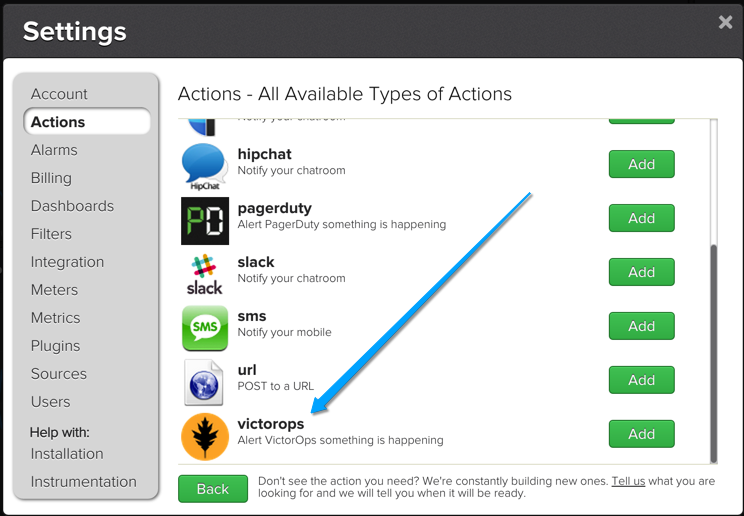 Settings
Account
Actions
Alarms
Billing
Dashboards
Filters
Integration
Meters
Metrics
Plugins
Sources
Users
Help with:
Installation
Instrumentation
Actions - All Available Types of Actions
Notify your chatroom
HipChat
hipchat
Notify your chatroom
Add
PD
pagerduty
Alert PagerDuty something is happening
Add
slack
slack
Notify your chatroom
Add
SMS
sms
Notify your mobile
Add
url
POST to a URL
Add
victorops
Alert VictorOps something is happening
Add
Back
Don't see the action you need? We're constantly building new ones. Tell us what you are
looking for and we will tell you when it will be ready.